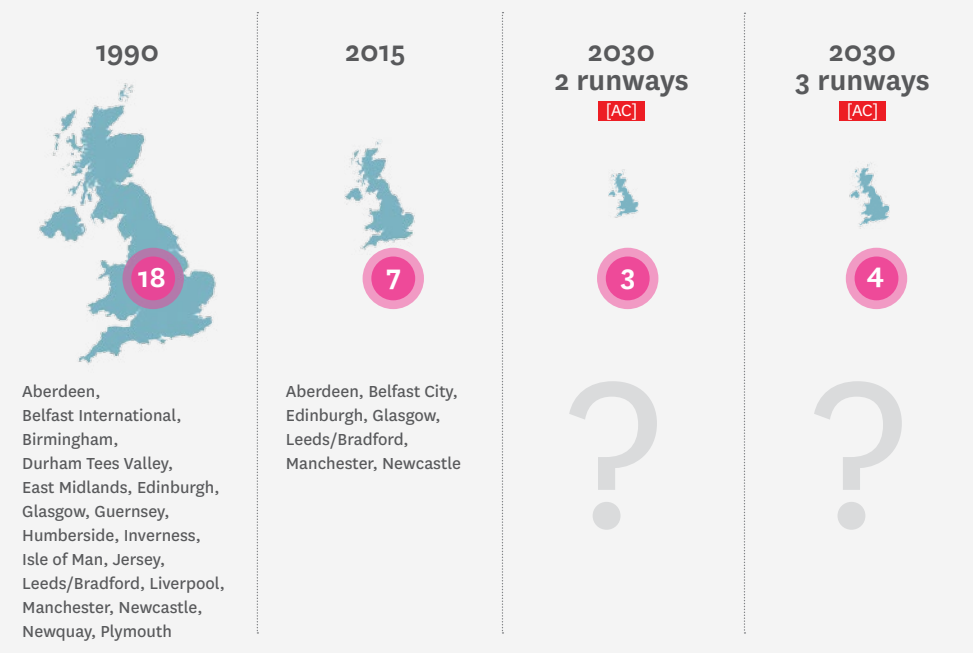 1990
18
Aberdeen,
Belfast International,
Birmingham,
Durham Tees Valley,
East Midlands, Edinburgh,
Glasgow, Guernsey,
Humberside, Inverness,
Isle of Man, Jersey,
Leeds/Bradford, Liverpool,
Manchester, Newcastle,
Newquay, Plymouth
2015
7
Aberdeen, Belfast City,
Edinburgh, Glasgow,
Leeds/Bradford,
Manchester, Newcastle
2030
2 runways
[AC]
3
?
2030
3 runways
[AC]
4
?